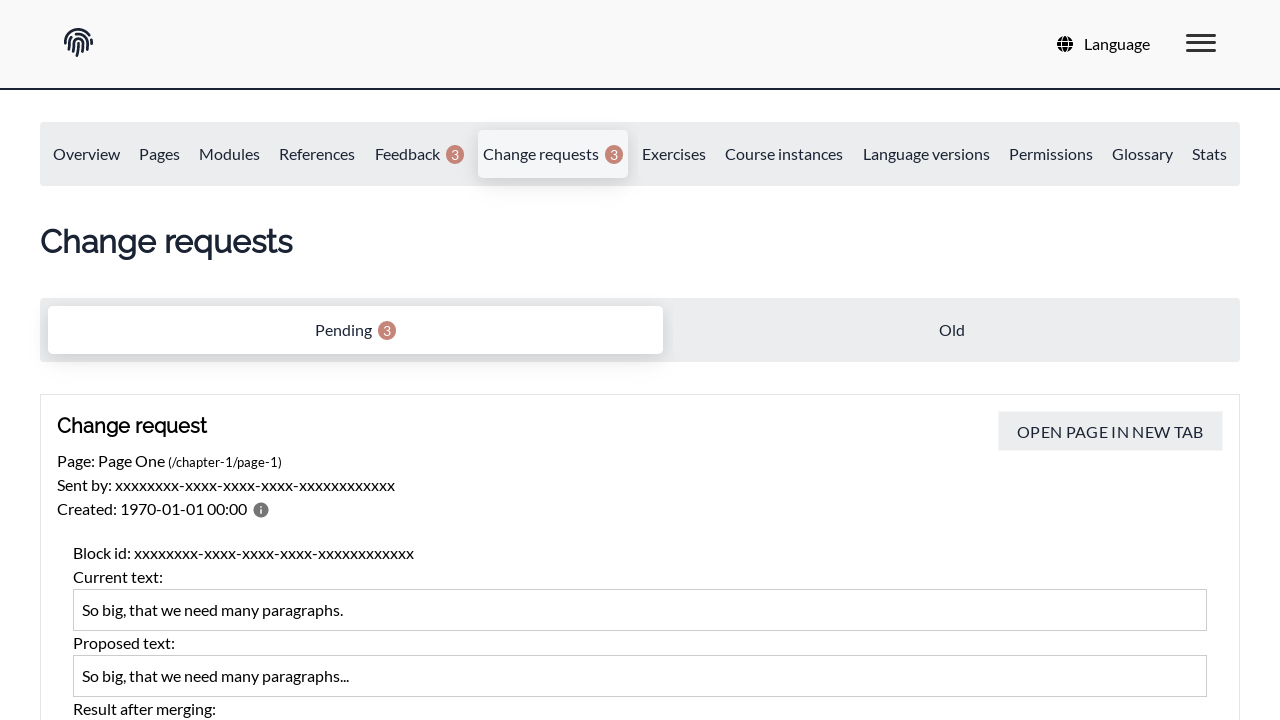 Language
Overview Pages Modules References Feedback 3 Change requests 3 Exercises Course instances Language versions Permissions Glossary Stats
Change requests
Pending 3 Old
Change request
OPEN PAGE IN NEW TAB
Page: Page One (/chapter-1/page-1)
Sent by: xxxxxxxx-xxxx-xxxx-xxxx-xxxxxxxxxxxx
Created: 1970-01-01 00:00
Block id: xxxxxxxx-xxxx-xxxx-xxxx-xxxxxxxxxxxx
Current text:
So big, that we need many paragraphs.
Proposed text:
So big, that we need many paragraphs...
Result after merging: